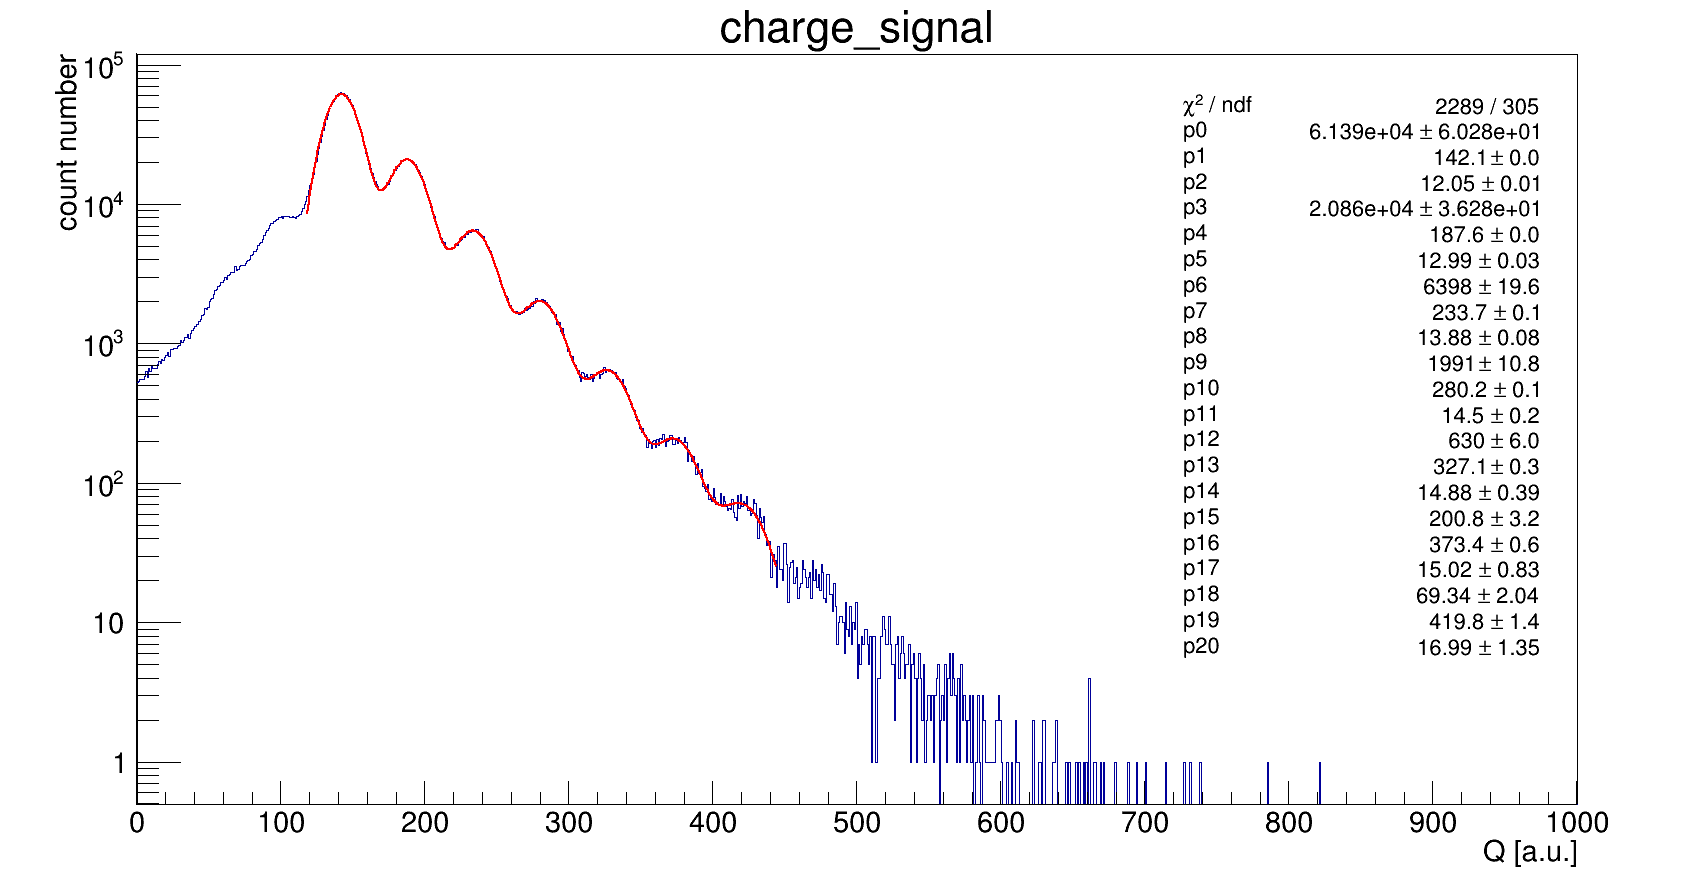 charge_signal
count number
10⁵
10⁴
10³
10²
10
1
χ² / ndf 2289 / 305
p0 6.139e+04 ± 6.028e+01
p1 142.1 ± 0.0
p2 12.05 ± 0.01
p3 2.086e+04 ± 3.628e+01
p4 187.6 ± 0.0
p5 12.99 ± 0.03
p6 6398 ± 19.6
p7 233.7 ± 0.1
p8 13.88 ± 0.08
p9 1991 ± 10.8
p10 280.2 ± 0.1
p11 14.5 ± 0.2
p12 630 ± 6.0
p13 327.1 ± 0.3
p14 14.88 ± 0.39
p15 200.8 ± 3.2
p16 373.4 ± 0.6
p17 15.02 ± 0.83
p18 69.34 ± 2.04
p19 419.8 ± 1.4
p20 16.99 ± 1.35
0 100 200 300 400 500 600 700 800 900 1000
Q [a.u.]